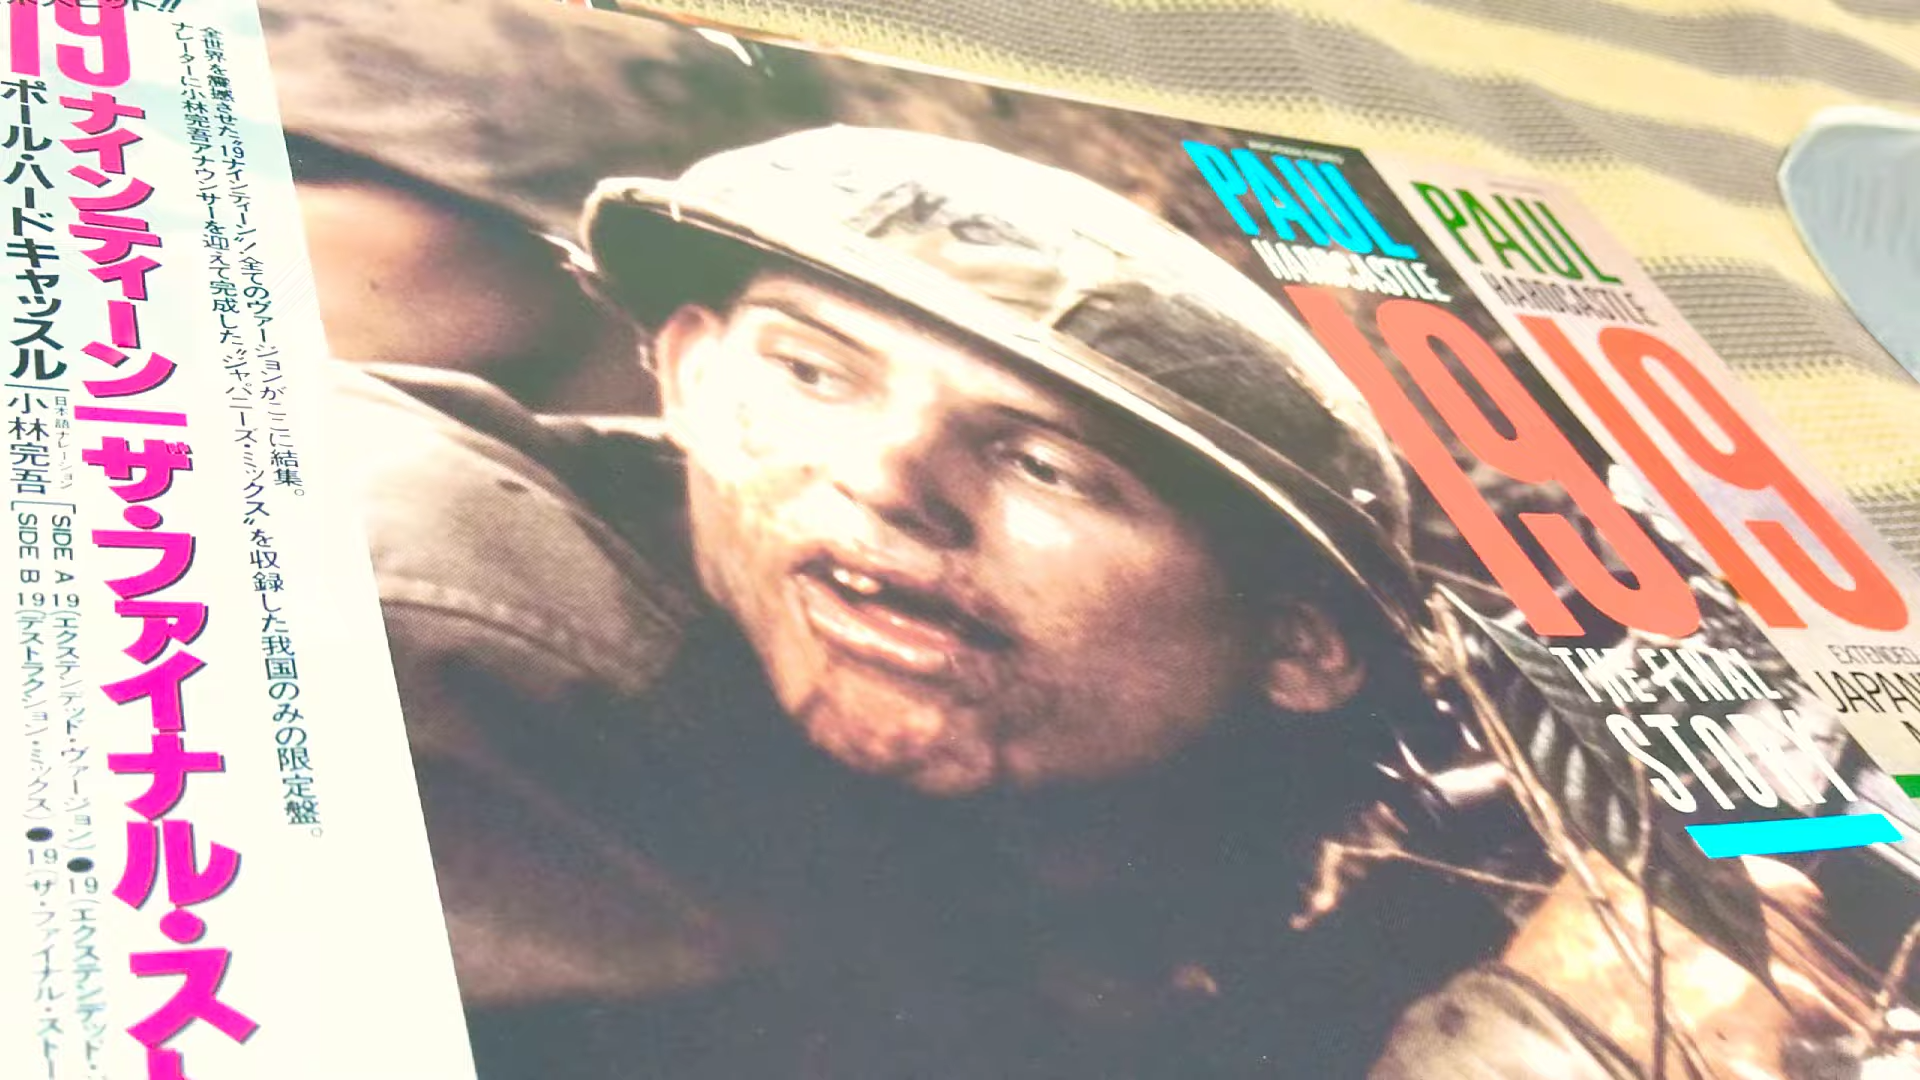 19ナインティーン/ザ・ファイナル・スト
ポール・ハードキャッスル
日本語ナレーション
小林完吾
全世界を震撼させた"19ナインティーン"!全てのヴァージョンがここに結集。
ナレーターに小林完吾アナウンサーを迎えて完成した"ジャパニーズ・ミックス"を収録した我国のみの限定盤。
SIDE A 19(エクステンデッド・ヴァージョン)●19(エクステンデッド・
SIDE B 19(デストラクション・ミックス)●19(ザ・ファイナル・ストー
PAUL
HARDCASTLE
19
THE FINAL
STORY
PAUL
HARDCASTLE
19
EXTENDED
JAPAN